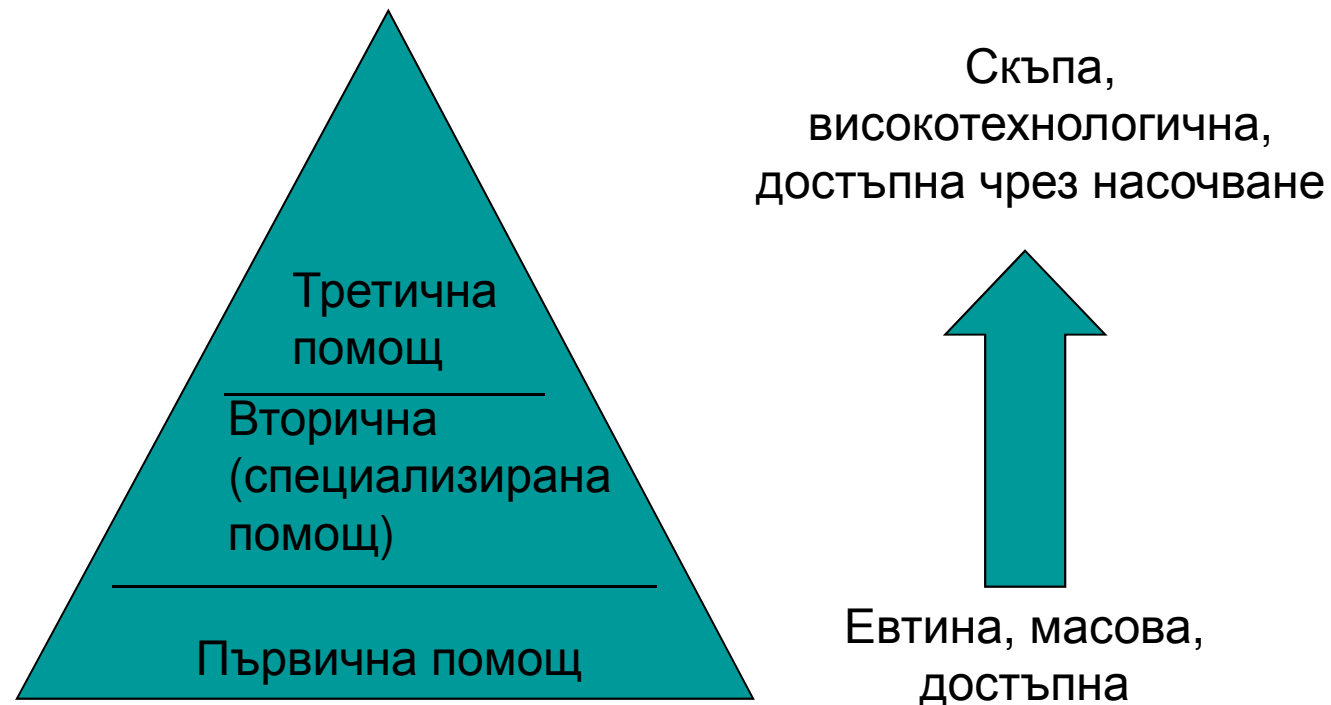 Скъпа,
високотехнологична,
достъпна чрез насочване
Третична
помощ
Вторична
(специализирана
помощ)
Първична помощ
Евтина, масова,
достъпна